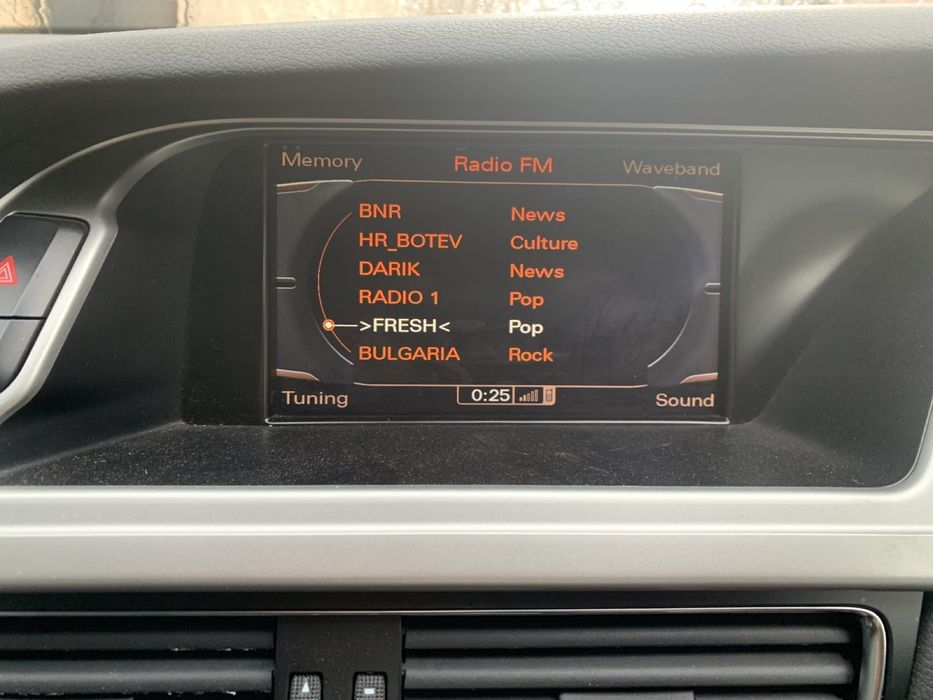 Memory Radio FM Waveband
BNR News
HR_BOTEV Culture
DARIK News
RADIO 1 Pop
>FRESH< Pop
BULGARIA Rock
Tuning 0:25 Sound